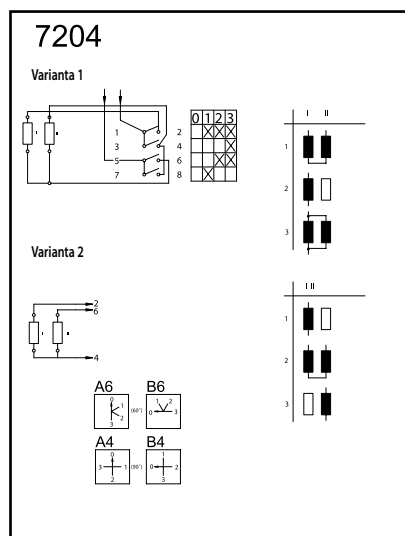 7204
Varianta 1
I II
1 2
3 4
5 6
7 8
0 1 2 3
X X X
X
X X
X
I II
1
2
3
Varianta 2
2
6
I II
4
I II
1
2
3
A6 B6
0 1 2 3 (60°) 0 1 2 3
A4 B4
0 1 2 3 (90°) 0 1 2 3